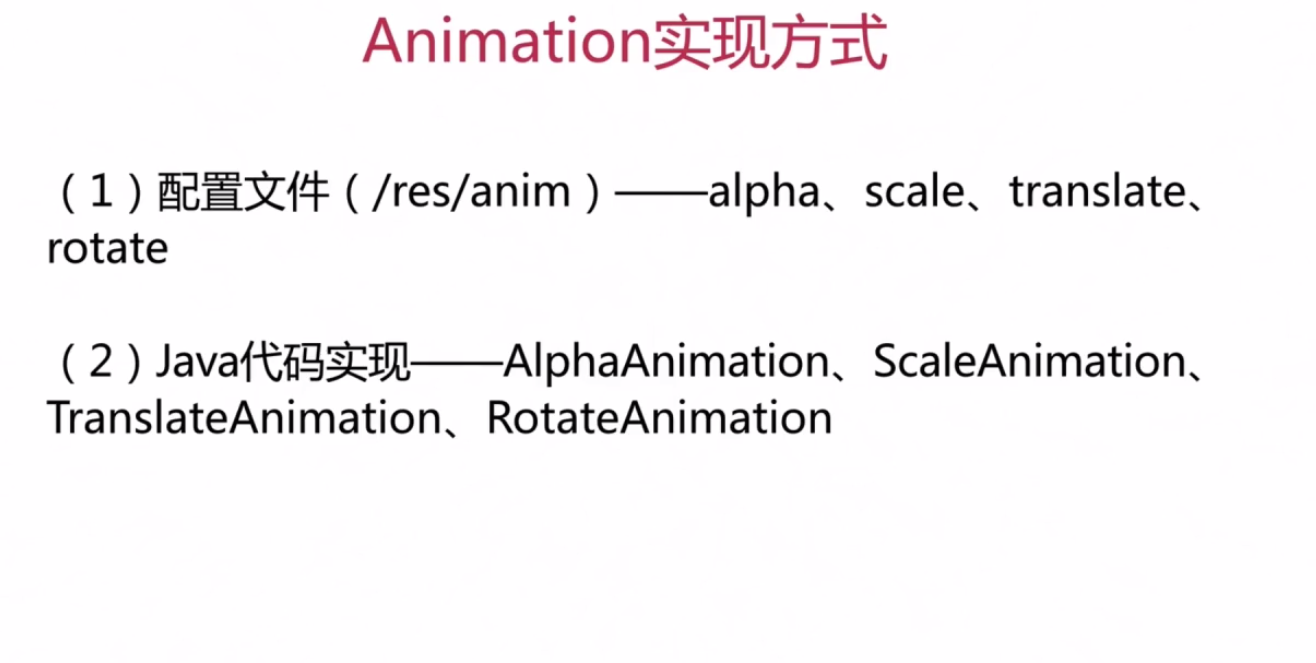 Animation实现方式
（1）配置文件（/res/anim）——alpha、scale、translate、
rotate
（2）Java代码实现——AlphaAnimation、ScaleAnimation、
TranslateAnimation、RotateAnimation